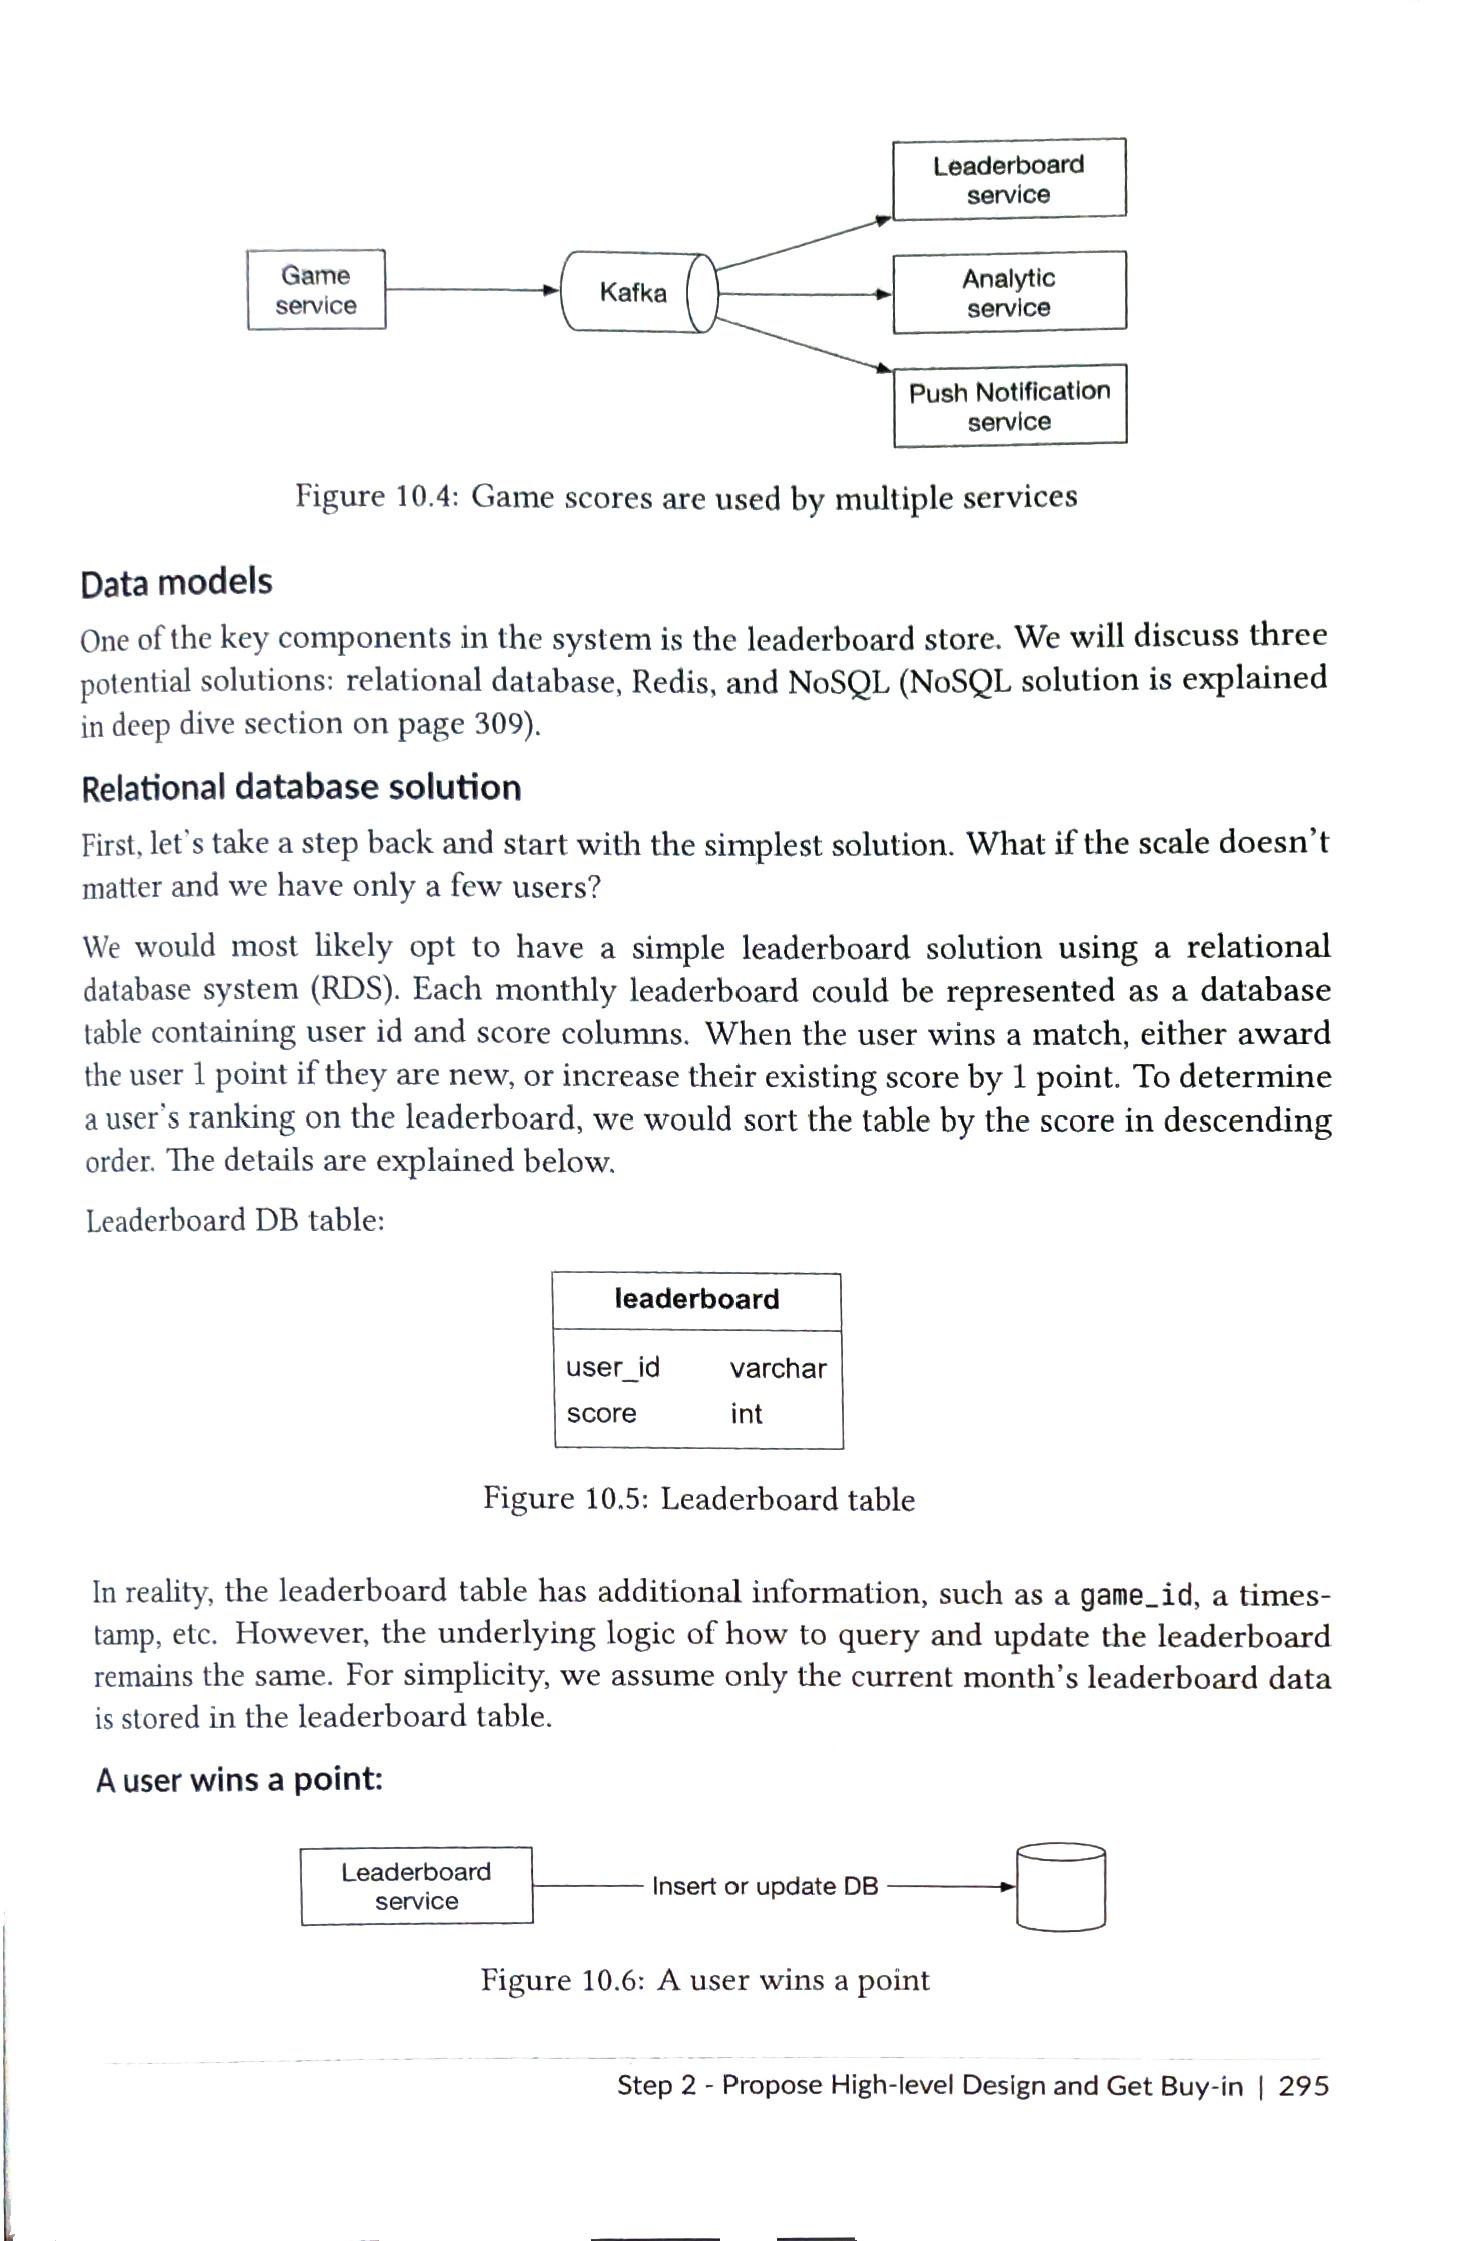 Leaderboard
service
Game
service
Kafka
Analytic
service
Push Notification
service
Figure 10.4: Game scores are used by multiple services
Data models
One of the key components in the system is the leaderboard store. We will discuss three
potential solutions: relational database, Redis, and NoSQL (NoSQL solution is explained
in deep dive section on page 309).
Relational database solution
First, let's take a step back and start with the simplest solution. What if the scale doesn't
matter and we have only a few users?
We would most likely opt to have a simple leaderboard solution using a relational
database system (RDS). Each monthly leaderboard could be represented as a database
table containing user id and score columns. When the user wins a match, either award
the user 1 point if they are new, or increase their existing score by 1 point. To determine
a user's ranking on the leaderboard, we would sort the table by the score in descending
order. The details are explained below.
Leaderboard DB table:
leaderboard
user_id varchar
score int
Figure 10.5: Leaderboard table
In reality, the leaderboard table has additional information, such as a game_id, a times-
tamp, etc. However, the underlying logic of how to query and update the leaderboard
remains the same. For simplicity, we assume only the current month's leaderboard data
is stored in the leaderboard table.
A user wins a point:
Leaderboard
service
Insert or update DB
Figure 10.6: A user wins a point
Step 2 - Propose High-level Design and Get Buy-in | 295